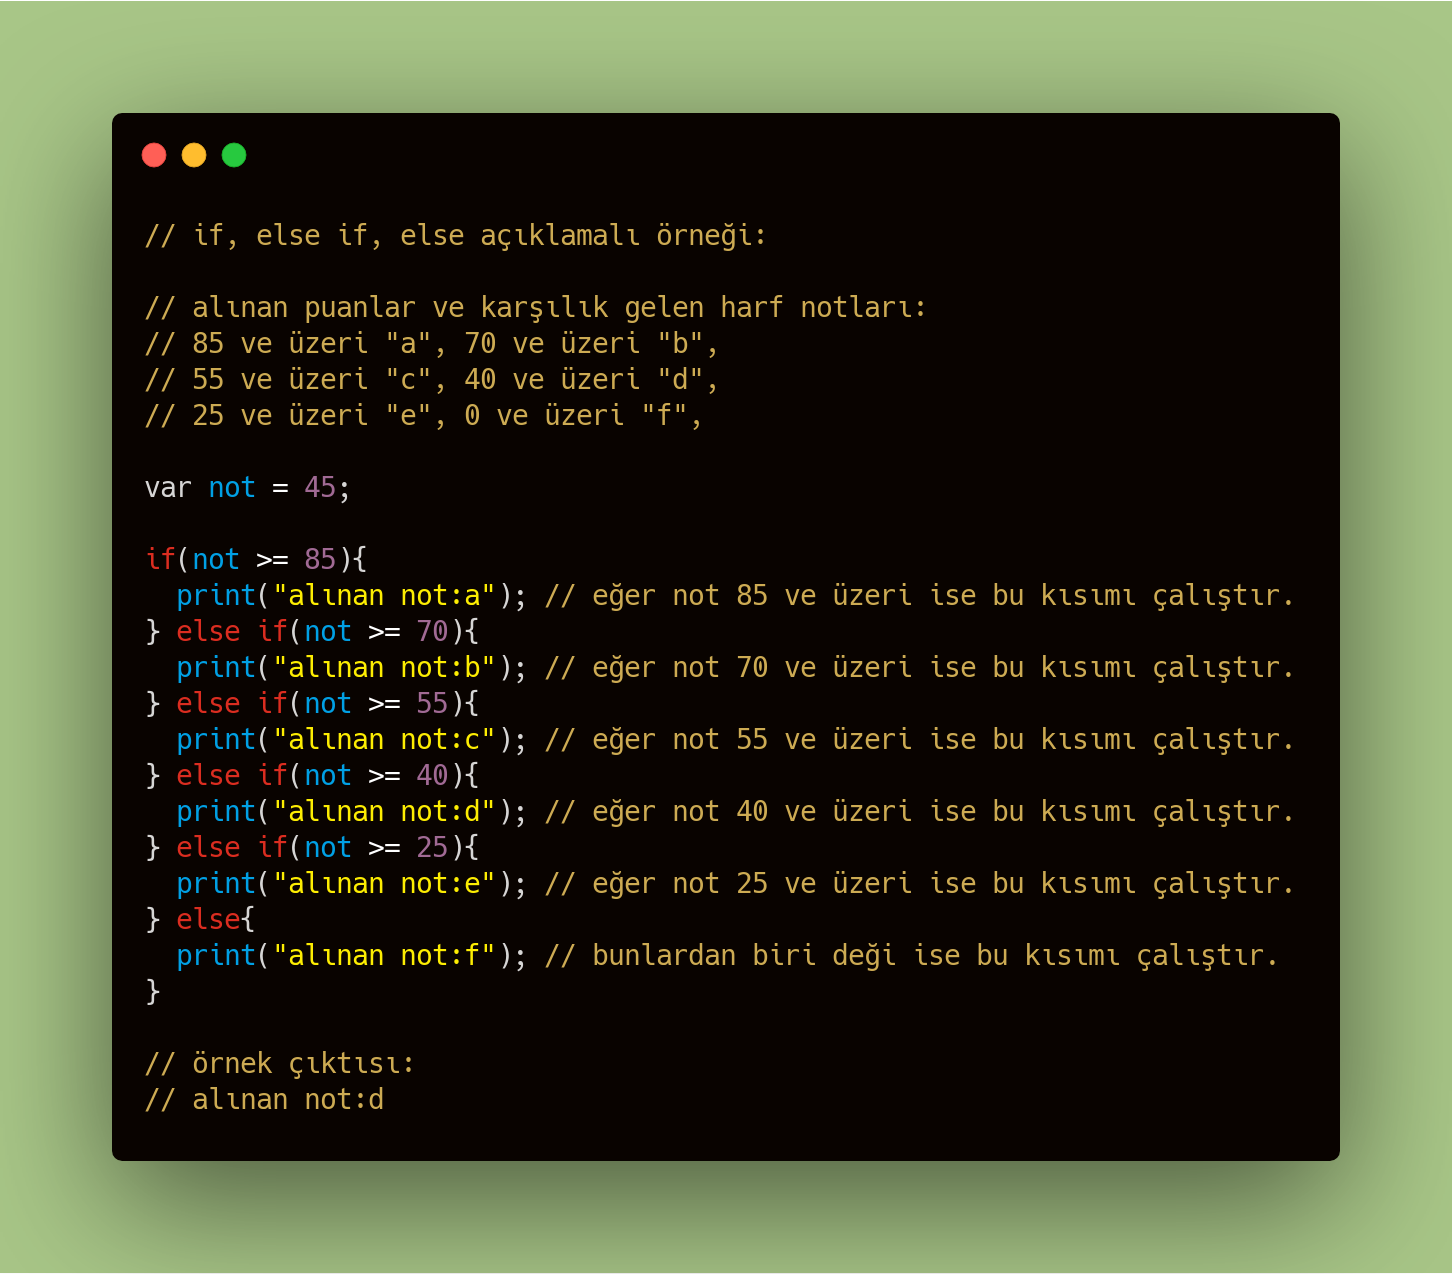 // if, else if, else açıklamalı örneği:
// alınan puanlar ve karşılık gelen harf notları:
// 85 ve üzeri "a", 70 ve üzeri "b",
// 55 ve üzeri "c", 40 ve üzeri "d",
// 25 ve üzeri "e", 0 ve üzeri "f",
var not = 45;
if(not >= 85){
  print("alınan not:a"); // eğer not 85 ve üzeri ise bu kısımı çalıştır.
} else if(not >= 70){
  print("alınan not:b"); // eğer not 70 ve üzeri ise bu kısımı çalıştır.
} else if(not >= 55){
  print("alınan not:c"); // eğer not 55 ve üzeri ise bu kısımı çalıştır.
} else if(not >= 40){
  print("alınan not:d"); // eğer not 40 ve üzeri ise bu kısımı çalıştır.
} else if(not >= 25){
  print("alınan not:e"); // eğer not 25 ve üzeri ise bu kısımı çalıştır.
} else{
  print("alınan not:f"); // bunlardan biri deği ise bu kısımı çalıştır.
}
// örnek çıktısı:
// alınan not:d